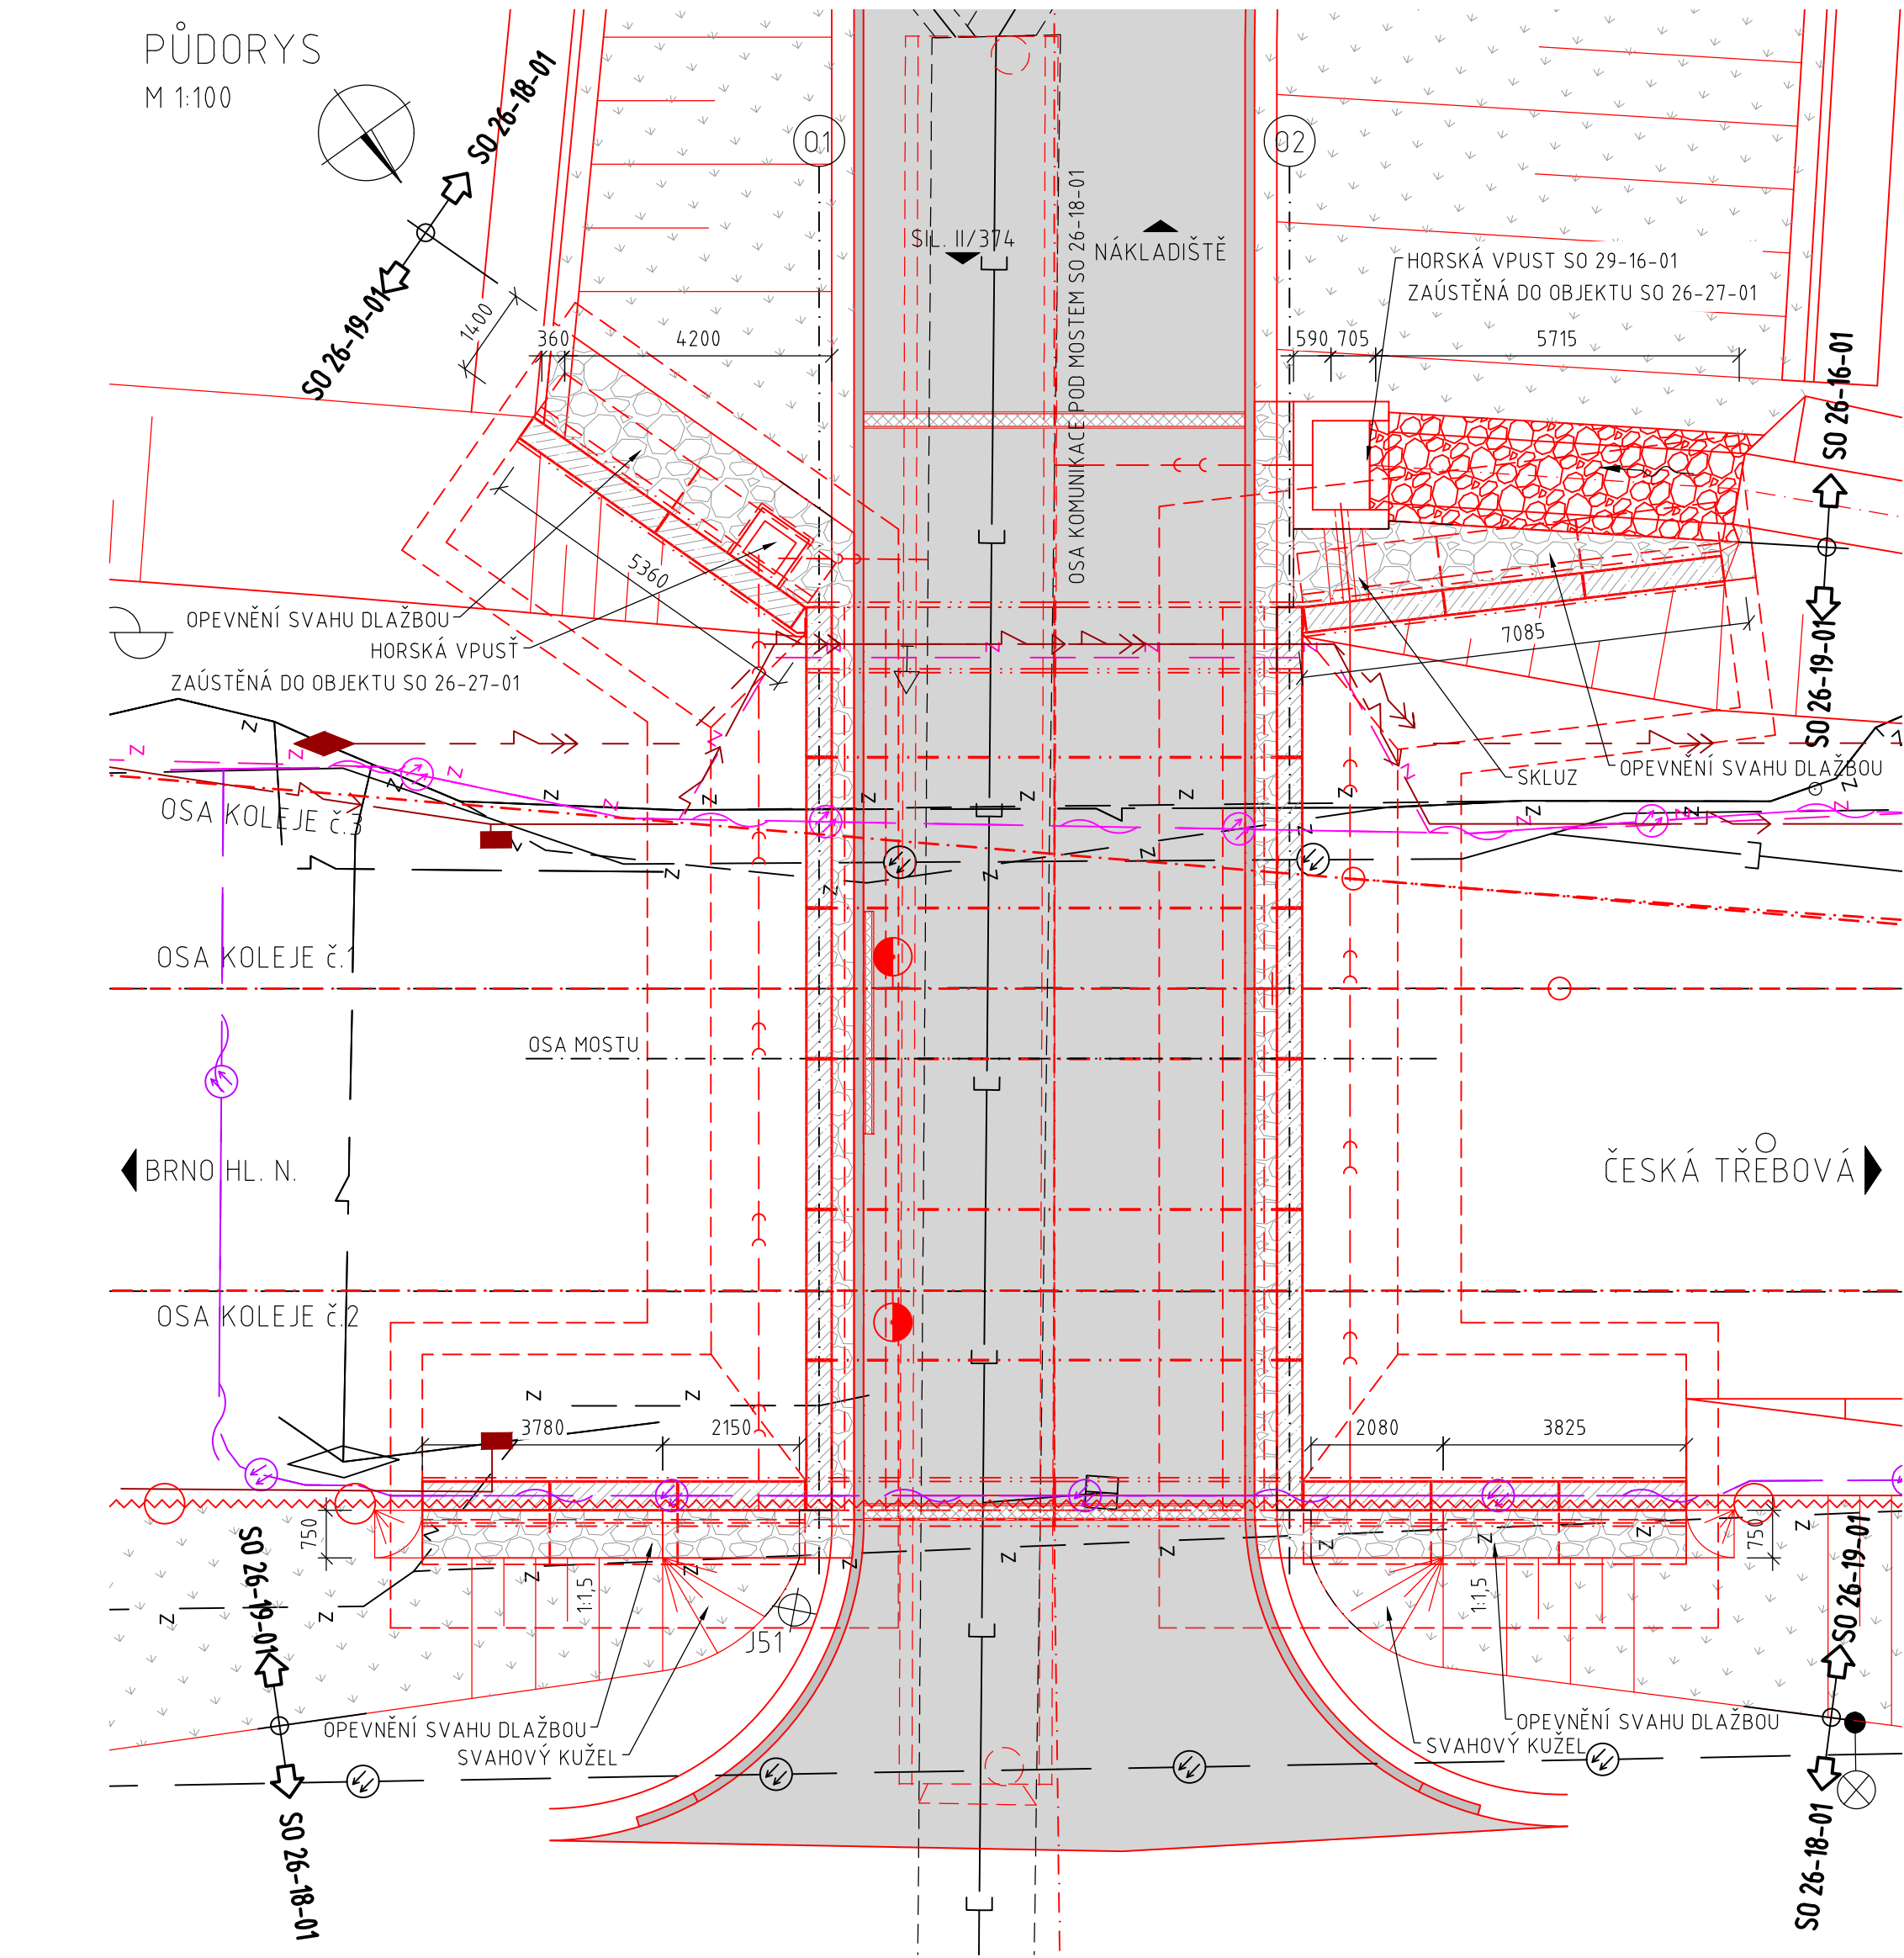 PŮDORYS
M 1:100
SO 26-18-01
SO 26-19-01
1400
360
4200
O1
O2
SIL. II/374
NÁKLADIŠTĚ
OSA KOMUNIKACE POD MOSTEM SO 26-18-01
HORSKÁ VPUST SO 29-16-01
ZAÚSTĚNÁ DO OBJEKTU SO 26-27-01
590
705
5715
SO 26-16-01
SO 26-19-01
5360
7085
OPEVNĚNÍ SVAHU DLAŽBOU
HORSKÁ VPUSŤ
ZAÚSTĚNÁ DO OBJEKTU SO 26-27-01
SKLUZ
OPEVNĚNÍ SVAHU DLAŽBOU
OSA KOLEJE č.3
OSA KOLEJE č.1
OSA MOSTU
BRNO HL. N.
ČESKÁ TŘEBOVÁ
OSA KOLEJE č.2
3780
2150
2080
3825
750
750
1:1,5
1:1,5
J51
SO 26-19-01
SO 26-19-01
OPEVNĚNÍ SVAHU DLAŽBOU
SVAHOVÝ KUŽEL
OPEVNĚNÍ SVAHU DLAŽBOU
SVAHOVÝ KUŽEL
SO 26-18-01
SO 26-18-01